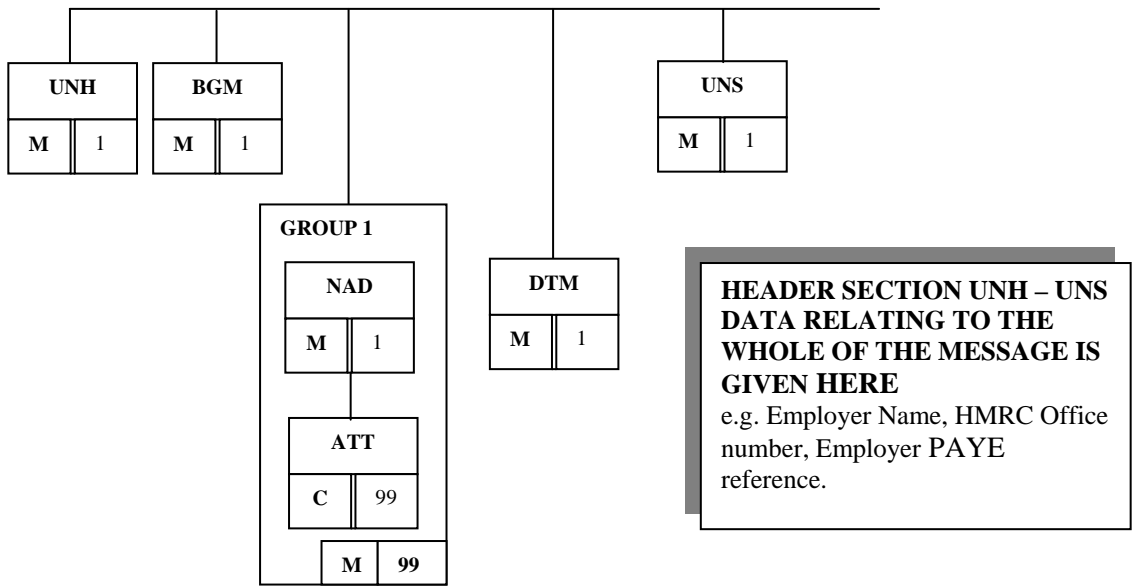 UNH
M 1
BGM
M 1
UNS
M 1
GROUP 1
NAD
M 1
ATT
C 99
M 99
DTM
M 1
HEADER SECTION UNH – UNS
DATA RELATING TO THE
WHOLE OF THE MESSAGE IS
GIVEN HERE
e.g. Employer Name, HMRC Office
number, Employer PAYE
reference.